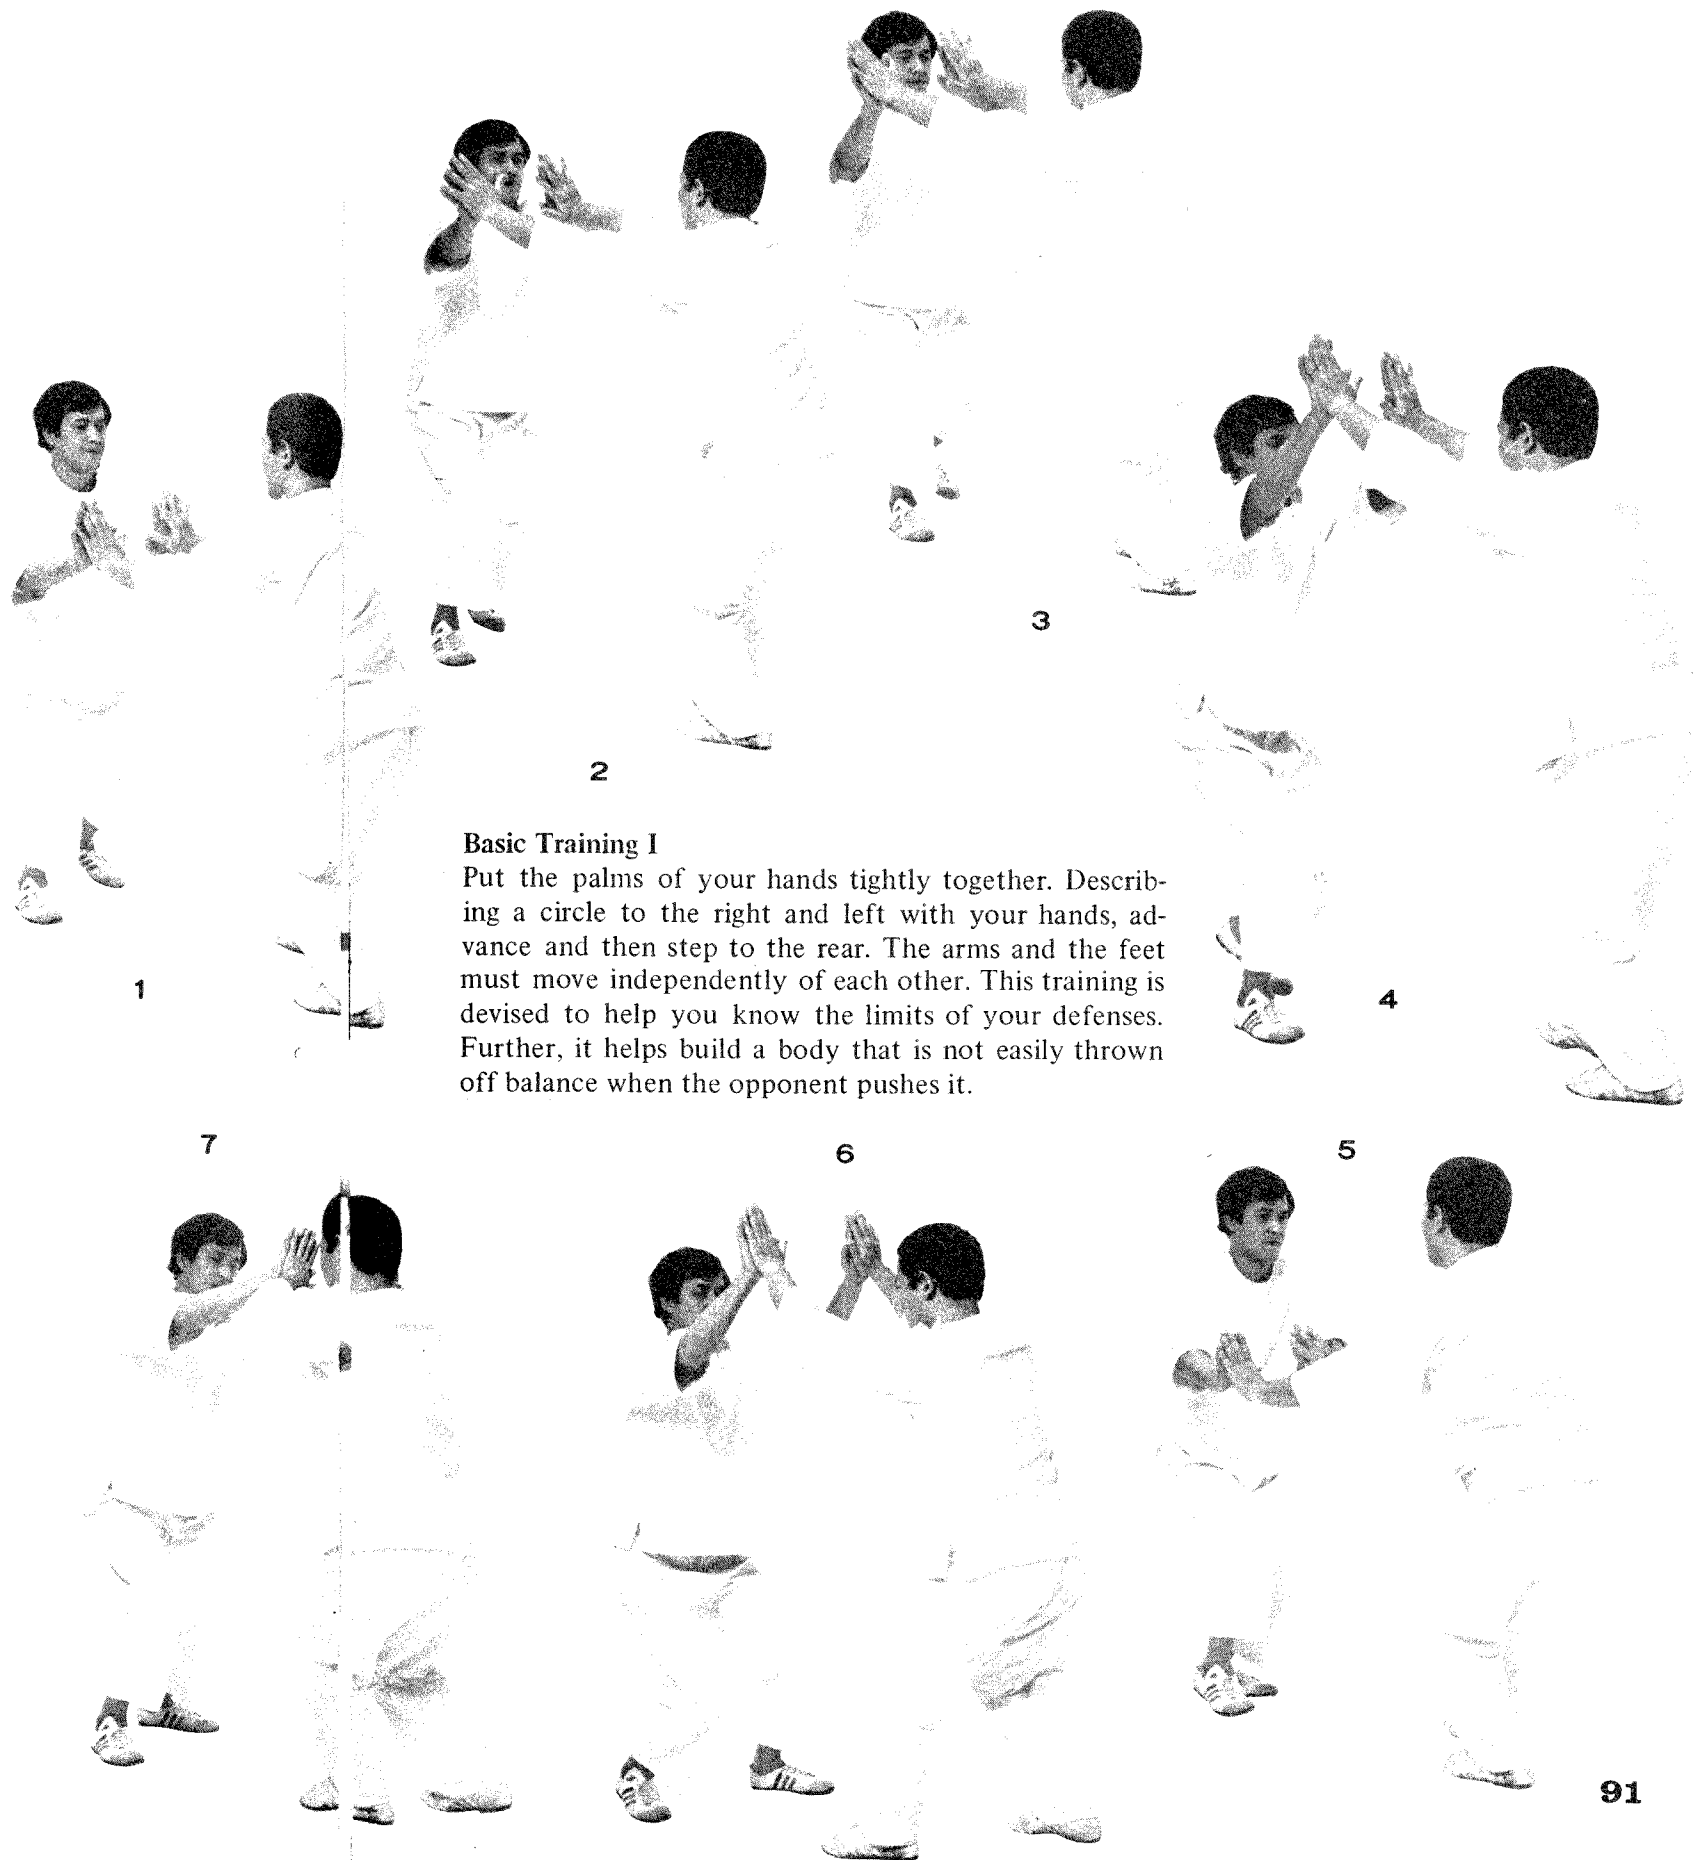 3
2
Basic Training I
Put the palms of your hands tightly together. Describ-
ing a circle to the right and left with your hands, ad-
vance and then step to the rear. The arms and the feet
must move independently of each other. This training is
devised to help you know the limits of your defenses.
Further, it helps build a body that is not easily thrown
off balance when the opponent pushes it.
1
4
7
6
5
91